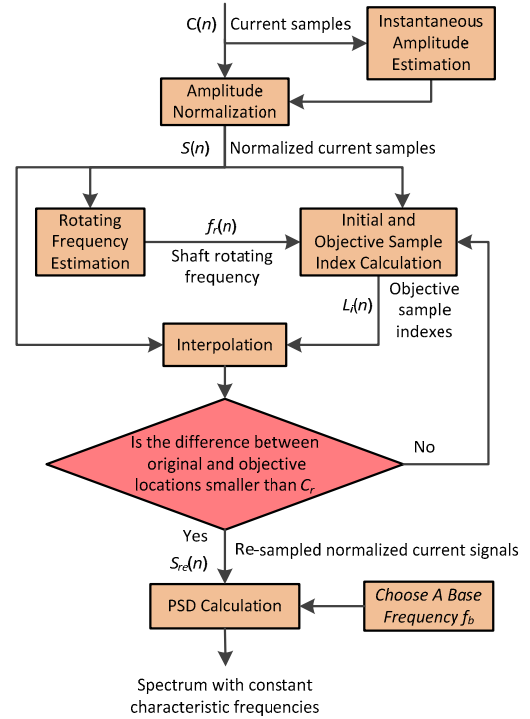 C(n) Current samples
Instantaneous
Amplitude
Estimation
Amplitude
Normalization
S(n) Normalized current samples
Rotating
Frequency
Estimation
fr(n)
Shaft rotating
frequency
Initial and
Objective Sample
Index Calculation
Li(n)
Objective
sample
indexes
Interpolation
Is the difference between
original and objective
locations smaller than Cr
No
Yes
Sre(n)
Re-sampled normalized current signals
PSD Calculation
Choose A Base
Frequency fb
Spectrum with constant
characteristic frequencies